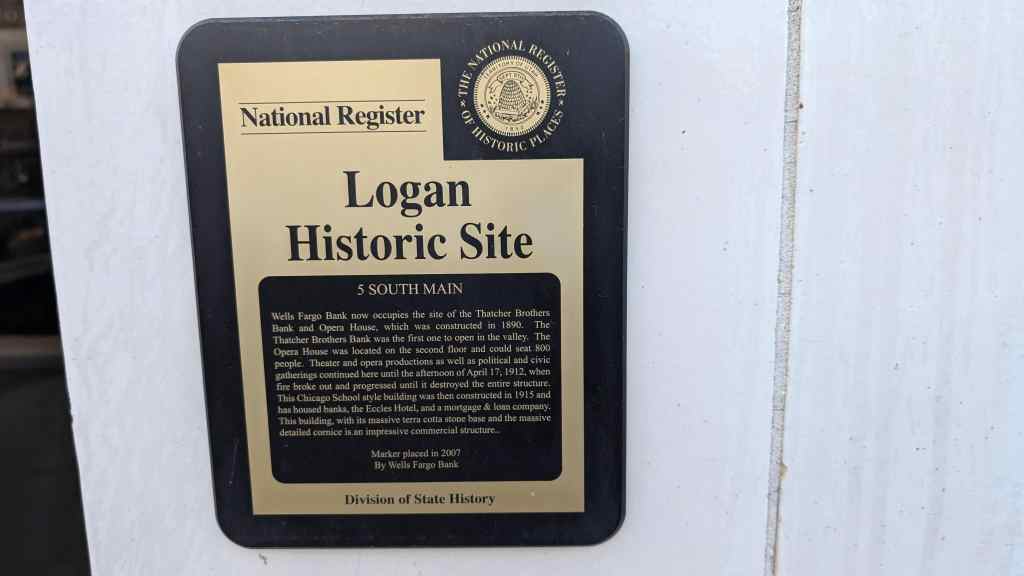 THE NATIONAL REGISTER
OF HISTORIC PLACES
National Register
Logan
Historic Site
5 SOUTH MAIN
Wells Fargo Bank now occupies the site of the Thatcher Brothers
Bank and Opera House, which was constructed in 1890. The
Thatcher Brothers Bank was the first one to open in the valley. The
Opera House was located on the second floor and could seat 800
people. Theater and opera productions as well as political and civic
gatherings continued here until the afternoon of April 17, 1912, when
fire broke out and progressed until it destroyed the entire structure.
This Chicago School style building was then constructed in 1915 and
has housed banks, the Eccles Hotel, and a mortgage & loan company.
This building, with its massive terra cotta stone base and the massive
detailed cornice is an impressive commercial structure..
Marker placed in 2007
By Wells Fargo Bank
Division of State History